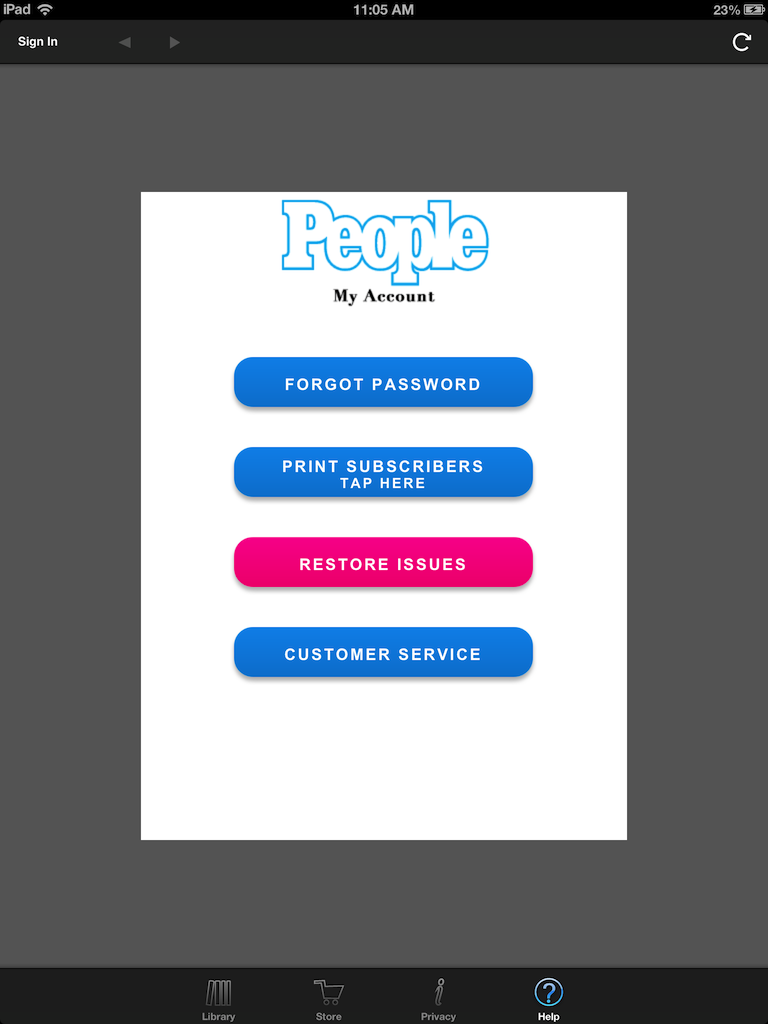 iPad 11:05 AM 23%
Sign In
People
My Account
FORGOT PASSWORD
PRINT SUBSCRIBERS
TAP HERE
RESTORE ISSUES
CUSTOMER SERVICE
Library Store Privacy Help